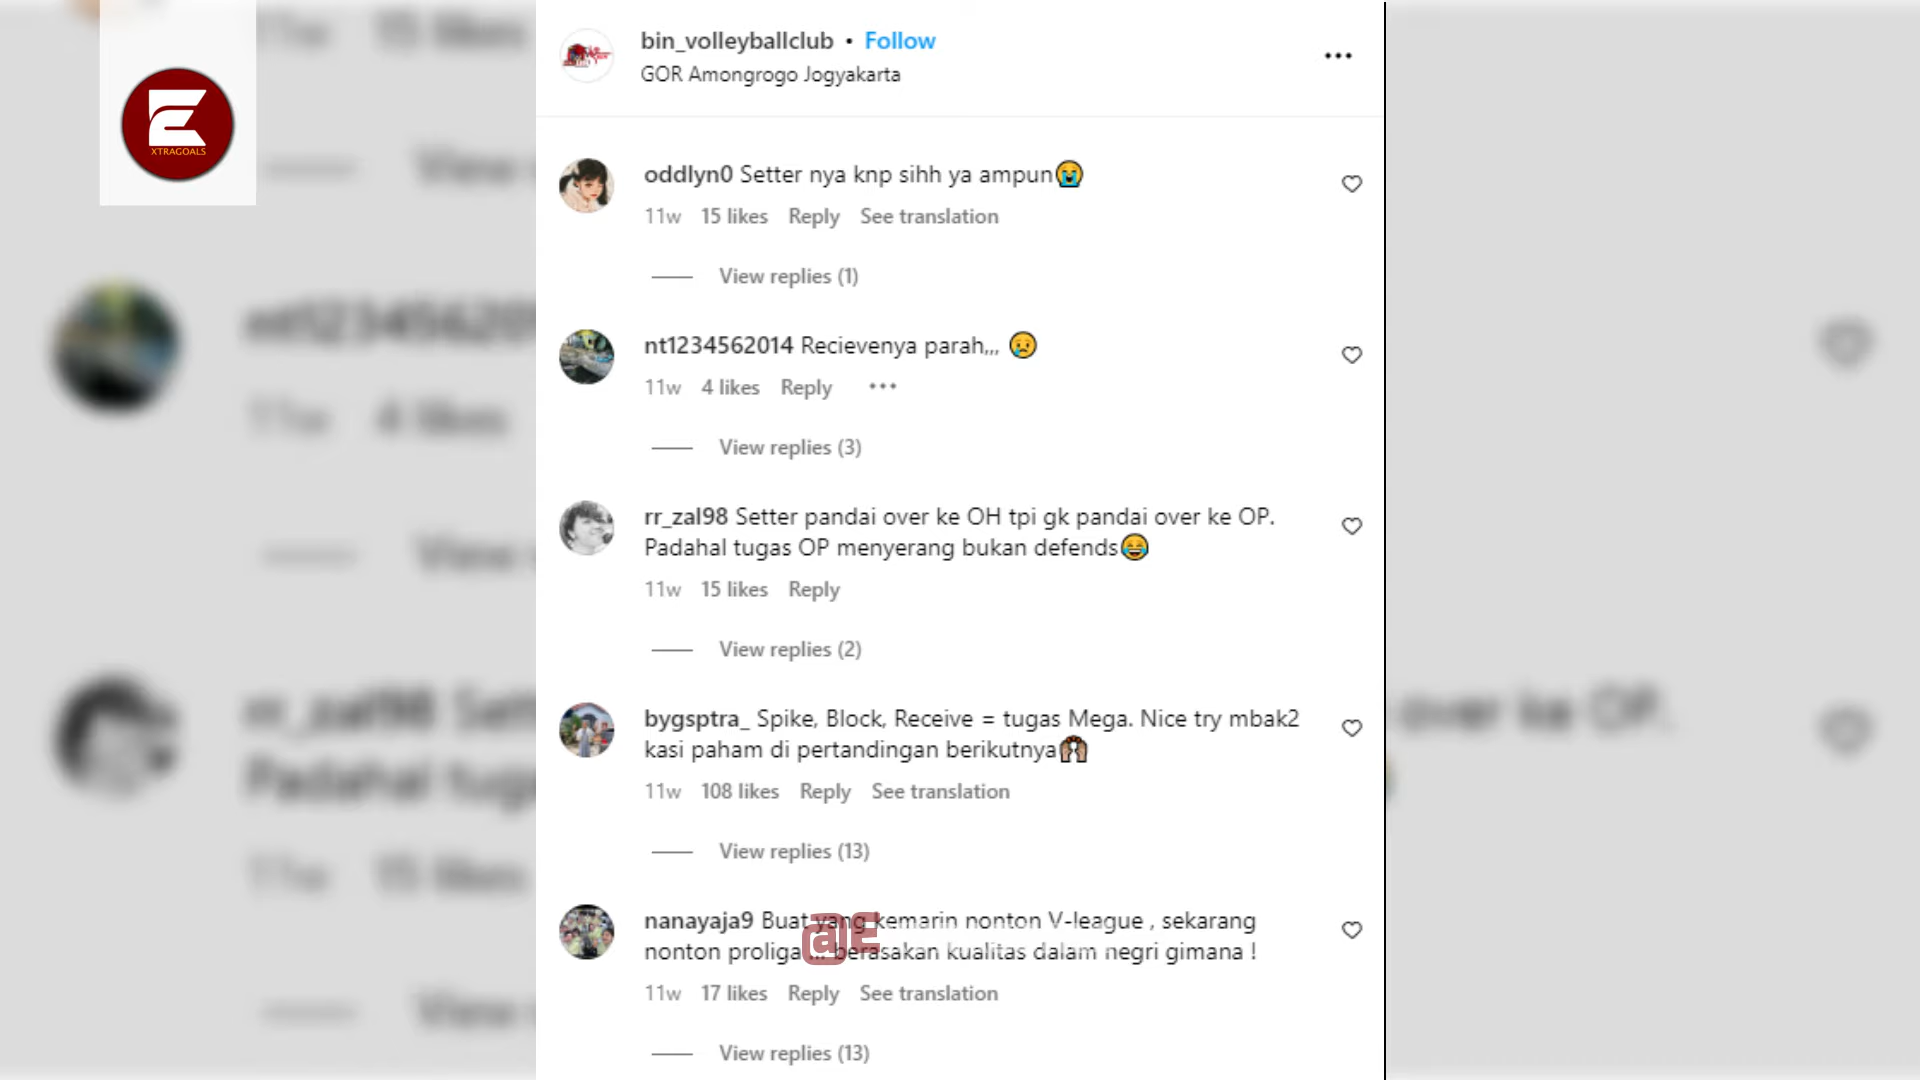 XTRAGOALS
bin_volleyballclub • Follow
GOR Amongrogo Jogyakarta
oddlyn0 Setter nya knp sihh ya ampun😭
11w 15 likes Reply See translation
View replies (1)
nt1234562014 Recievenya parah,,, 😢
11w 4 likes Reply
View replies (3)
rr_zal98 Setter pandai over ke OH tpi gk pandai over ke OP.
Padahal tugas OP menyerang bukan defends😂
11w 15 likes Reply
View replies (2)
bygsptra_ Spike, Block, Receive = tugas Mega. Nice try mbak2
kasi paham di pertandingan berikutnya🙌🏽
11w 108 likes Reply See translation
View replies (13)
nanayaja9 Buat yang kemarin nonton V-league , sekarang
nonton proliga ... berasakan kualitas dalam negri gimana !
11w 17 likes Reply See translation
View replies (13)